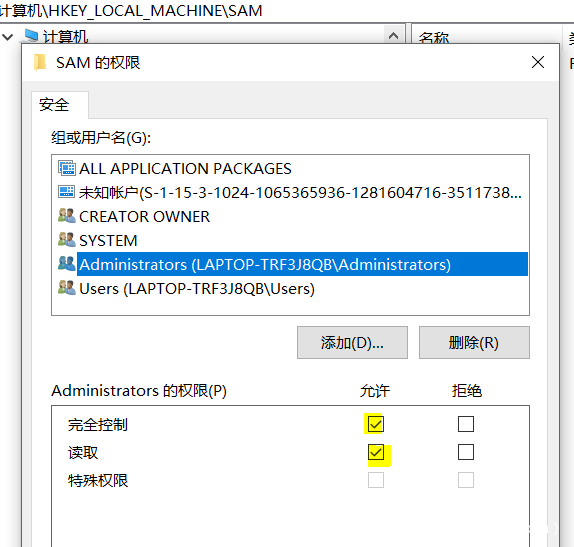 计算机\HKEY_LOCAL_MACHINE\SAM
计算机
名称
SAM 的权限
安全
组或用户名(G):
ALL APPLICATION PACKAGES
未知帐户(S-1-15-3-1024-1065365936-1281604716-3511738...
CREATOR OWNER
SYSTEM
Administrators (LAPTOP-TRF3J8QB\Administrators)
Users (LAPTOP-TRF3J8QB\Users)
添加(D)...
删除(R)
Administrators 的权限(P) 允许 拒绝
完全控制
读取
特殊权限